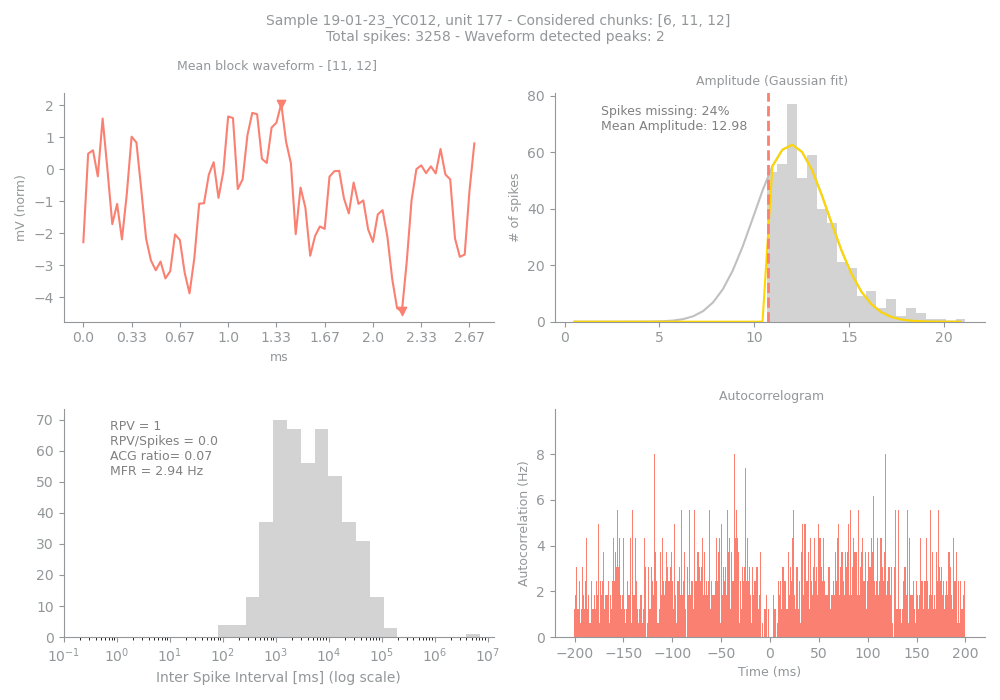 Sample 19-01-23_YC012, unit 177 - Considered chunks: [6, 11, 12]
Total spikes: 3258 - Waveform detected peaks: 2
Mean block waveform - [11, 12]
mV (norm)
2
1
0
−1
−2
−3
−4
0.0 0.33 0.67 1.0 1.33 1.67 2.0 2.33 2.67
ms
Amplitude (Gaussian fit)
Spikes missing: 24%
Mean Amplitude: 12.98
# of spikes
80
60
40
20
0
0 5 10 15 20
RPV = 1
RPV/Spikes = 0.0
ACG ratio= 0.07
MFR = 2.94 Hz
70
60
50
40
30
20
10
0
10⁻¹ 10⁰ 10¹ 10² 10³ 10⁴ 10⁵ 10⁶ 10⁷
Inter Spike Interval [ms] (log scale)
Autocorrelogram
Autocorrelation (Hz)
8
6
4
2
0
−200 −150 −100 −50 0 50 100 150 200
Time (ms)